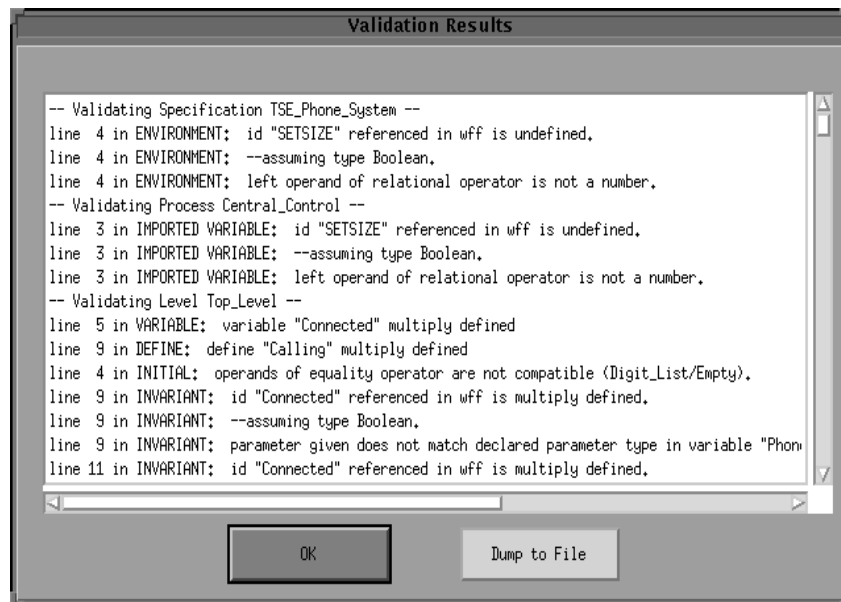 Validation Results
-- Validating Specification TSE_Phone_System --
line  4 in ENVIRONMENT:  id "SETSIZE" referenced in wff is undefined.
line  4 in ENVIRONMENT:  --assuming type Boolean.
line  4 in ENVIRONMENT:  left operand of relational operator is not a number.
-- Validating Process Central_Control --
line  3 in IMPORTED VARIABLE:  id "SETSIZE" referenced in wff is undefined.
line  3 in IMPORTED VARIABLE:  --assuming type Boolean.
line  3 in IMPORTED VARIABLE:  left operand of relational operator is not a number.
-- Validating Level Top_Level --
line  5 in VARIABLE:  variable "Connected" multiply defined
line  9 in DEFINE:  define "Calling" multiply defined
line  4 in INITIAL:  operands of equality operator are not compatible (Digit_List/Empty).
line  9 in INVARIANT:  id "Connected" referenced in wff is multiply defined.
line  9 in INVARIANT:  --assuming type Boolean.
line  9 in INVARIANT:  parameter given does not match declared parameter type in variable "Phon
line 11 in INVARIANT:  id "Connected" referenced in wff is multiply defined.
OK
Dump to File